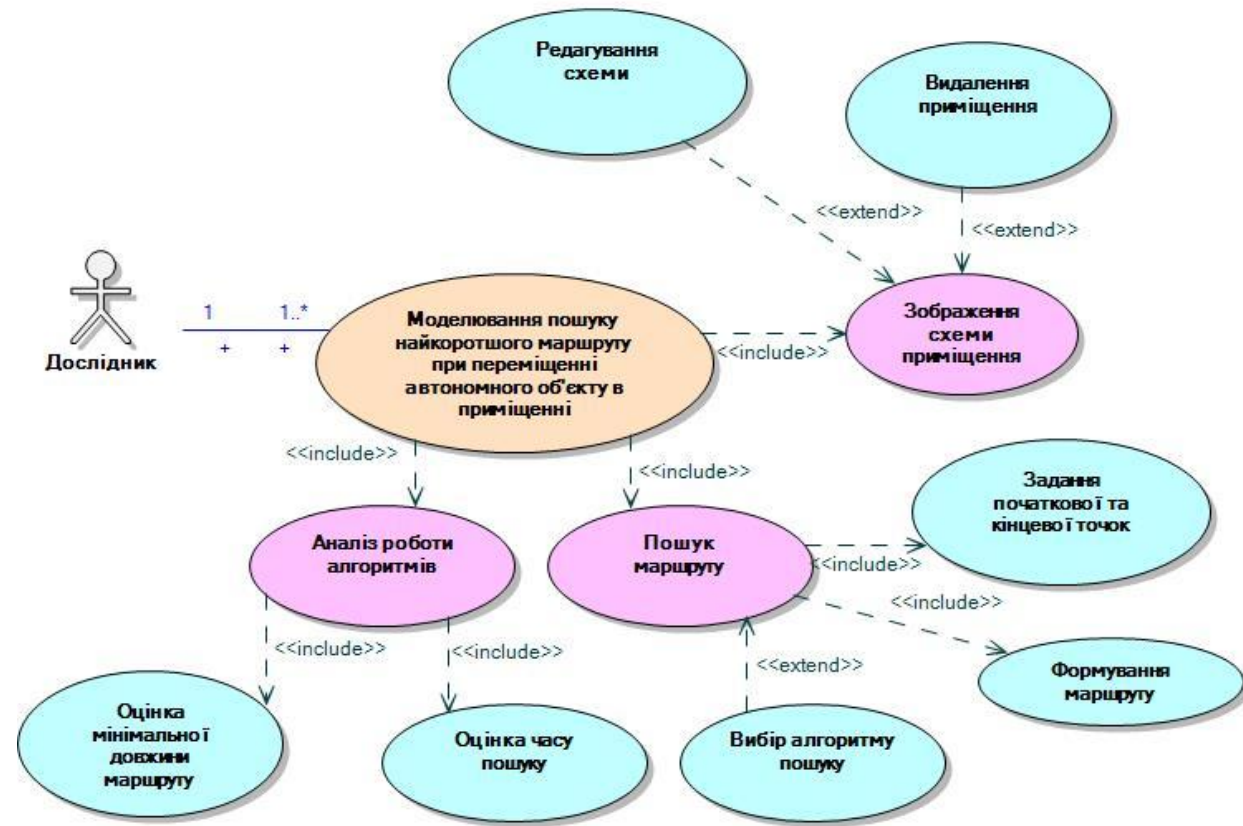 Редагування
схеми
Видалення
приміщення
<<extend>>
<<extend>>
Дослідник
1
1..*
+
+
Моделювання пошуку
найкоротшого маршруту
при переміщенні
автономного об'єкту в
приміщенні
<<include>>
Зображення
схеми
приміщення
<<include>>
<<include>>
Аналіз роботи
алгоритмів
Пошук
маршруту
Задання
початкової та
кінцевої точок
<<include>>
<<include>>
<<include>>
<<include>>
<<extend>>
Оцінка
мінімальної
довжини
маршруту
Оцінка часу
пошуку
Вибір алгоритму
пошуку
Формування
маршруту